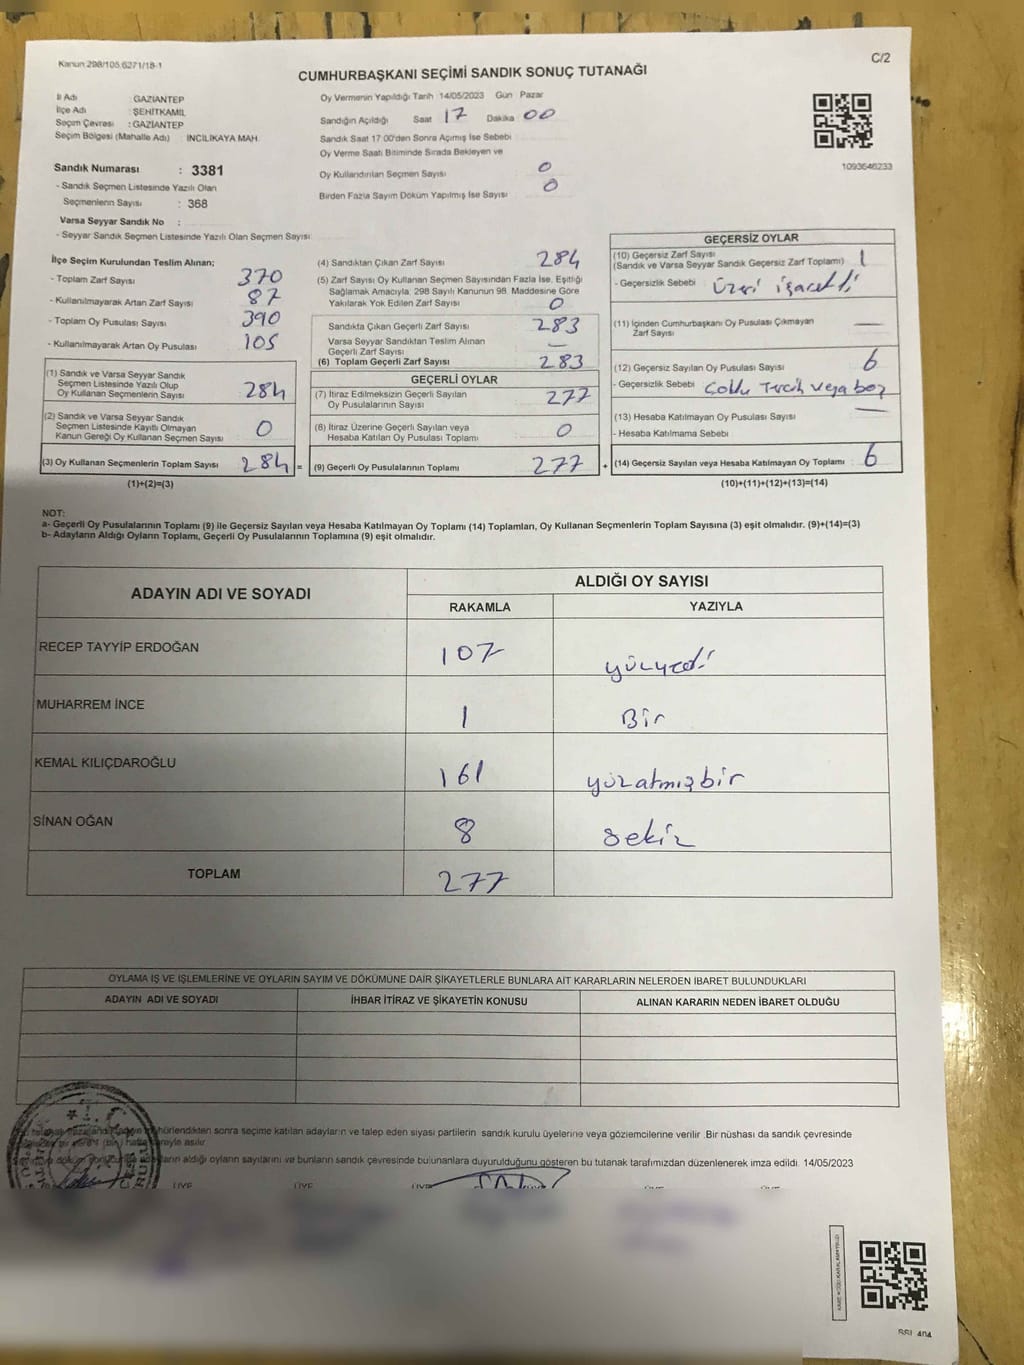 Kanun 298/105,6271/18-1
C/2
CUMHURBAŞKANI SEÇİMİ SANDIK SONUÇ TUTANAĞI
İl Adı : GAZİANTEP
İlçe Adı : ŞEHİTKAMİL
Seçim Çevresi : GAZİANTEP
Seçim Bölgesi (Mahalle Adı) INCILIKAYA MAH.
Sandık Numarası : 3381
- Sandık Seçmen Listesinde Yazılı Olan
Seçmenlerin Sayısı : 368
Varsa Seyyar Sandık No :
- Seyyar Sandık Seçmen Listesinde Yazılı Olan Seçmen Sayısı:
Oy Vermenin Yapıldığı Tarih 14/05/2023 Gün Pazar
Sandığın Açıldığı Saat 17 Dakika 00
Sandık Saat 17:00'den Sonra Açımış İse Sebebi
Oy Verme Saati Bitiminde Sırada Bekleyen ve
Oy Kullandırılan Seçmen Sayısı 0
Birden Fazla Sayım Döküm Yapılmış İse Sayısı 0
1093646233
İlçe Seçim Kurulundan Teslim Alınan;
- Toplam Zarf Sayısı 370
- Kullanılmayarak Artan Zarf Sayısı 87
- Toplam Oy Pusulası Sayısı 390
- Kullanılmayarak Artan Oy Pusulası 105
(1) Sandık ve Varsa Seyyar Sandık
Seçmen Listesinde Yazılı Olup
Oy Kullanan Seçmenlerin Sayısı 284
(2) Sandık ve Varsa Seyyar Sandık
Seçmen Listesinde Kayıtlı Olmayan
Kanun Gereği Oy Kullanan Seçmen Sayısı 0
(3) Oy Kullanan Seçmenlerin Toplam Sayısı 284 =
(1)+(2)=(3)
(4) Sandıktan Çıkan Zarf Sayısı 284
(5) Zarf Sayısı Oy Kullanan Seçmen Sayısından Fazla İse, Eşitliği
Sağlamak Amacıyla, 298 Sayılı Kanunun 98. Maddesine Göre
Yakılarak Yok Edilen Zarf Sayısı 0
Sandıkta Çıkan Geçerli Zarf Sayısı 283
Varsa Seyyar Sandıktan Teslim Alınan
Geçerli Zarf Sayısı —
(6) Toplam Geçerli Zarf Sayısı 283
GEÇERLİ OYLAR
(7) İtiraz Edilmeksizin Geçerli Sayılan
Oy Pusulalarının Sayısı 277
(8) İtiraz Üzerine Geçerli Sayılan veya
Hesaba Katılan Oy Pusulası Toplamı 0
(9) Geçerli Oy Pusulalarının Toplamı 277 +
GEÇERSİZ OYLAR
(10) Geçersiz Zarf Sayısı
(Sandık ve Varsa Seyyar Sandık Geçersiz Zarf Toplamı) 1
- Geçersizlik Sebebi Üzeri işaretli
(11) İçinden Cumhurbaşkanı Oy Pusulası Çıkmayan
Zarf Sayısı —
(12) Geçersiz Sayılan Oy Pusulası Sayısı 6
- Geçersizlik Sebebi Çoklu Tercih veya boş
(13) Hesaba Katılmayan Oy Pusulası Sayısı —
- Hesaba Katılmama Sebebi
(14) Geçersiz Sayılan veya Hesaba Katılmayan Oy Toplamı : 6
(10)+(11)+(12)+(13)=(14)
NOT:
a- Geçerli Oy Pusulalarının Toplamı (9) ile Geçersiz Sayılan veya Hesaba Katılmayan Oy Toplamı (14) Toplamları, Oy Kullanan Seçmenlerin Toplam Sayısına (3) eşit olmalıdır. (9)+(14)=(3)
b- Adayların Aldığı Oyların Toplamı, Geçerli Oy Pusulalarının Toplamına (9) eşit olmalıdır.
ADAYIN ADI VE SOYADI
ALDIĞI OY SAYISI
RAKAMLA YAZIYLA
RECEP TAYYİP ERDOĞAN 107 yüzyedi
MUHARREM İNCE 1 Bir
KEMAL KILIÇDAROĞLU 161 yüzatmışbir
SİNAN OĞAN 8 sekiz
TOPLAM 277
OYLAMA İŞ VE İŞLEMLERİNE VE OYLARIN SAYIM VE DÖKÜMÜNE DAİR ŞİKAYETLERLE BUNLARA AİT KARARLARIN NELERDEN İBARET BULUNDUKLARI
ADAYIN ADI VE SOYADI İHBAR İTİRAZ VE ŞİKAYETİN KONUSU ALINAN KARARIN NEDEN İBARET OLDUĞU
sonra seçime katılan adayların ve talep eden siyasi partilerin sandık kurulu üyelerine veya gözlemcilerine verilir .Bir nüshası da sandık çevresinde
asılır
aldığı oyların sayılarını ve bunların sandık çevresinde bulunanlara duyurulduğunu gösteren bu tutanak tarafımızdan düzenlenerek imza edildi. 14/05/2023
ÜYE ÜYE ÜYE